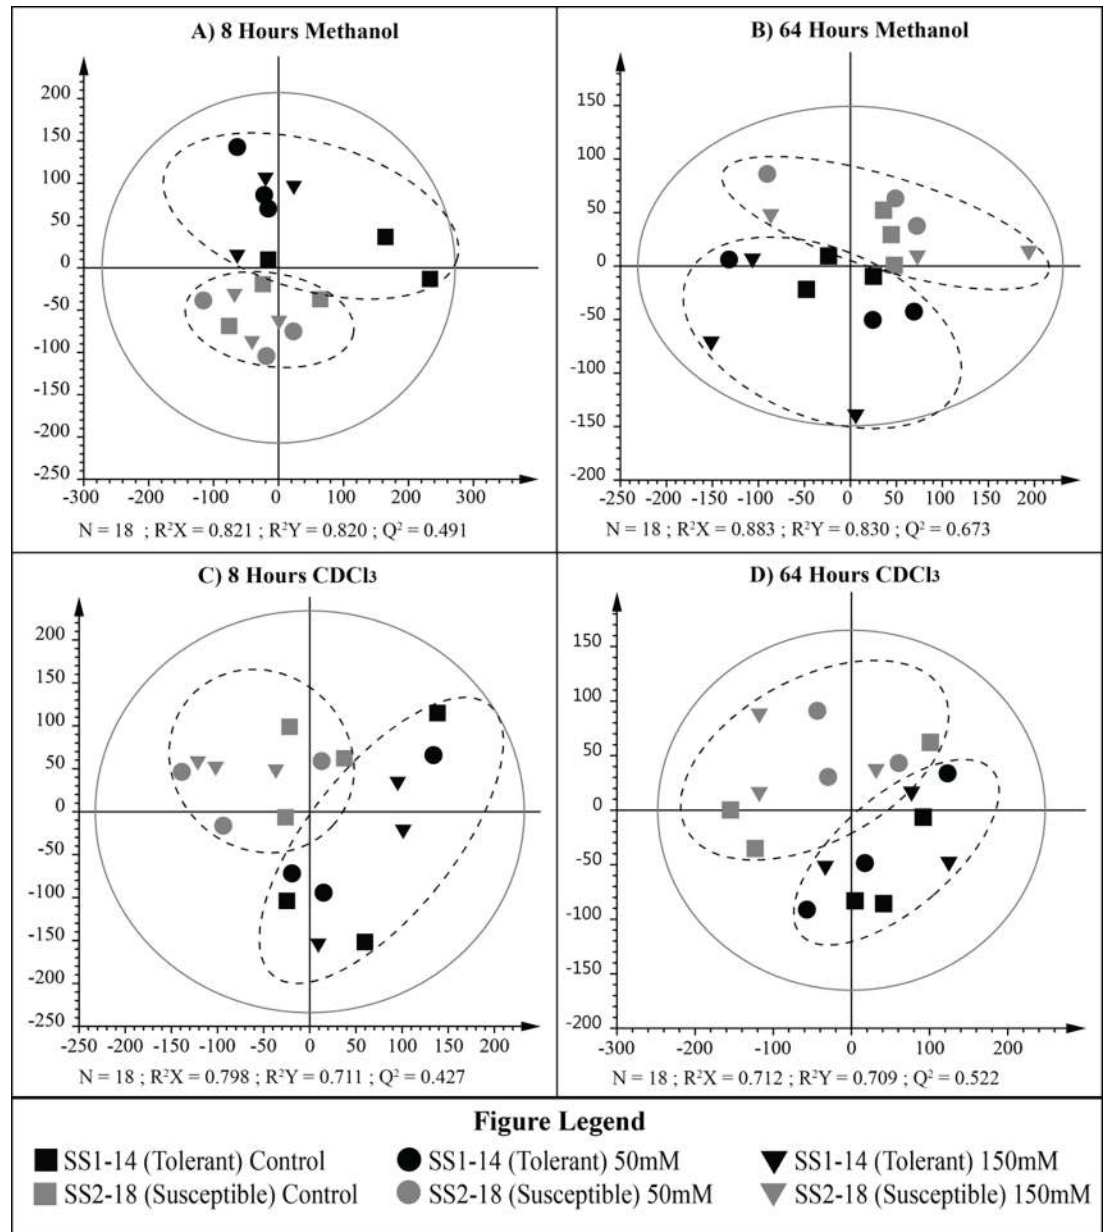 A) 8 Hours Methanol
200
150
100
50
0
-50
-100
-150
-200
-250
-300 -200 -100 0 100 200 300
N = 18 ; R²X = 0.821 ; R²Y = 0.820 ; Q² = 0.491
B) 64 Hours Methanol
150
100
50
0
-50
-100
-150
-200
-250 -200 -150 -100 -50 0 50 100 150 200
N = 18 ; R²X = 0.883 ; R²Y = 0.830 ; Q² = 0.673
C) 8 Hours CDCl₃
200
150
100
50
0
-50
-100
-150
-200
-250
-250 -200 -150 -100 -50 0 50 100 150 200
N = 18 ; R²X = 0.798 ; R²Y = 0.711 ; Q² = 0.427
D) 64 Hours CDCl₃
150
100
50
0
-50
-100
-150
-200
-300 -200 -100 0 100 200
N = 18 ; R²X = 0.712 ; R²Y = 0.709 ; Q² = 0.522
Figure Legend
SS1-14 (Tolerant) Control
SS1-14 (Tolerant) 50mM
SS1-14 (Tolerant) 150mM
SS2-18 (Susceptible) Control
SS2-18 (Susceptible) 50mM
SS2-18 (Susceptible) 150mM